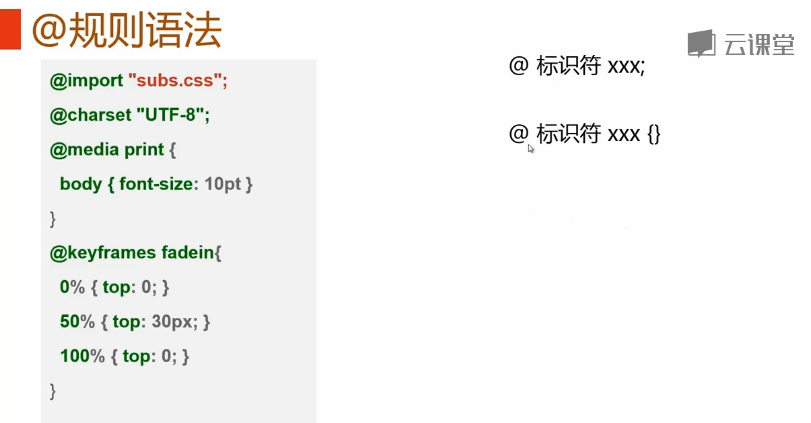 @规则语法
云课堂
@import "subs.css";
@charset "UTF-8";
@media print {
body { font-size: 10pt }
}
@keyframes fadein{
0% { top: 0; }
50% { top: 30px; }
100% { top: 0; }
}
@ 标识符 xxx;
@ 标识符 xxx {}